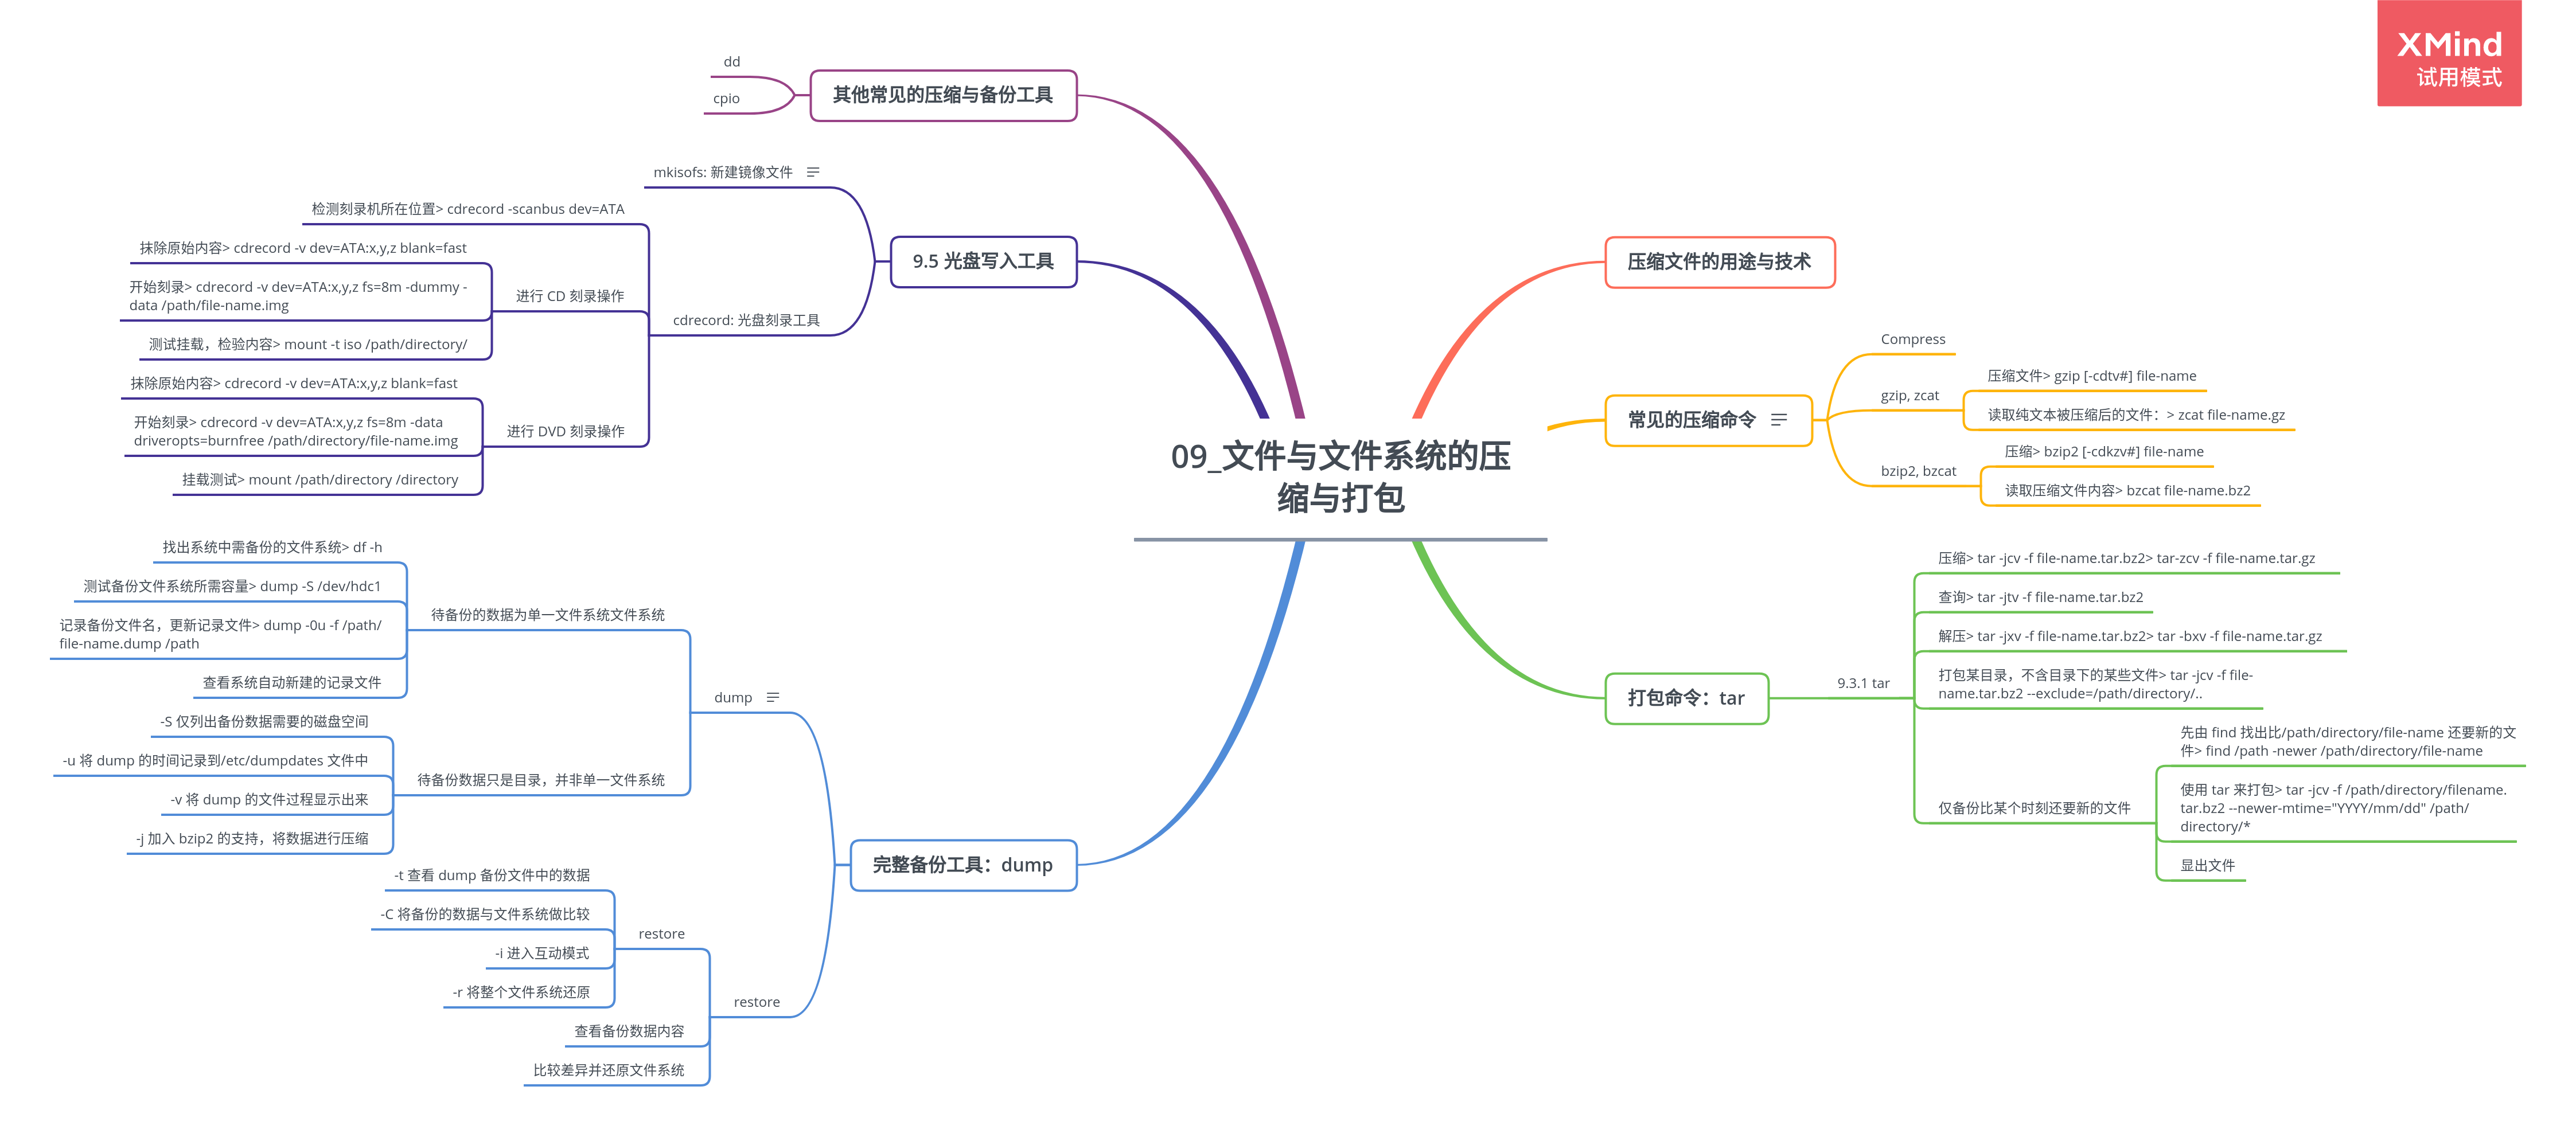 XMind
试用模式
09_文件与文件系统的压
缩与打包
压缩文件的用途与技术
常见的压缩命令
Compress
gzip, zcat
压缩文件> gzip [-cdtv#] file-name
读取纯文本被压缩后的文件：> zcat file-name.gz
bzip2, bzcat
压缩> bzip2 [-cdkzv#] file-name
读取压缩文件内容> bzcat file-name.bz2
打包命令：tar
9.3.1 tar
压缩> tar -jcv -f file-name.tar.bz2> tar-zcv -f file-name.tar.gz
查询> tar -jtv -f file-name.tar.bz2
解压> tar -jxv -f file-name.tar.bz2> tar -bxv -f file-name.tar.gz
打包某目录，不含目录下的某些文件> tar -jcv -f file-
name.tar.bz2 --exclude=/path/directory/..
仅备份比某个时刻还要新的文件
先由 find 找出比/path/directory/file-name 还要新的文
件> find /path -newer /path/directory/file-name
使用 tar 来打包> tar -jcv -f /path/directory/filename.
tar.bz2 --newer-mtime="YYYY/mm/dd" /path/
directory/*
显出文件
完整备份工具：dump
dump
待备份的数据为单一文件系统文件系统
找出系统中需备份的文件系统> df -h
测试备份文件系统所需容量> dump -S /dev/hdc1
记录备份文件名，更新记录文件> dump -0u -f /path/
file-name.dump /path
查看系统自动新建的记录文件
待备份数据只是目录，并非单一文件系统
-S 仅列出备份数据需要的磁盘空间
-u 将 dump 的时间记录到/etc/dumpdates 文件中
-v 将 dump 的文件过程显示出来
-j 加入 bzip2 的支持，将数据进行压缩
restore
restore
-t 查看 dump 备份文件中的数据
-C 将备份的数据与文件系统做比较
-i 进入互动模式
-r 将整个文件系统还原
查看备份数据内容
比较差异并还原文件系统
9.5 光盘写入工具
mkisofs: 新建镜像文件
cdrecord: 光盘刻录工具
检测刻录机所在位置> cdrecord -scanbus dev=ATA
进行 CD 刻录操作
抹除原始内容> cdrecord -v dev=ATA:x,y,z blank=fast
开始刻录> cdrecord -v dev=ATA:x,y,z fs=8m -dummy -
data /path/file-name.img
测试挂载，检验内容> mount -t iso /path/directory/
进行 DVD 刻录操作
抹除原始内容> cdrecord -v dev=ATA:x,y,z blank=fast
开始刻录> cdrecord -v dev=ATA:x,y,z fs=8m -data
driveropts=burnfree /path/directory/file-name.img
挂载测试> mount /path/directory /directory
其他常见的压缩与备份工具
dd
cpio